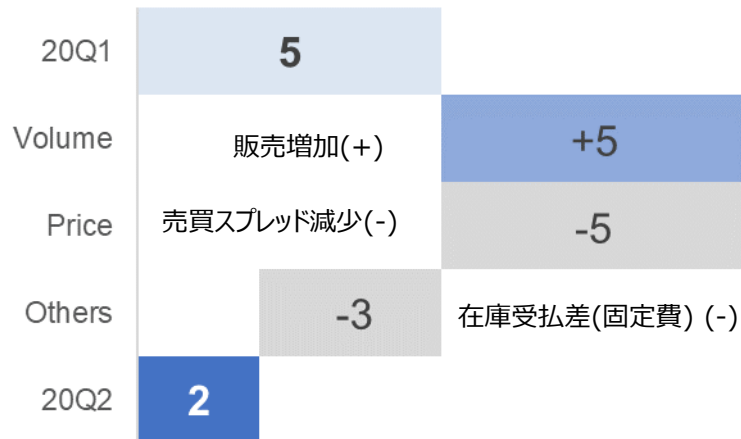 20Q1 5
Volume 販売増加(+) +5
Price 売買スプレッド減少(-) -5
Others -3 在庫受払差(固定費) (-)
20Q2 2